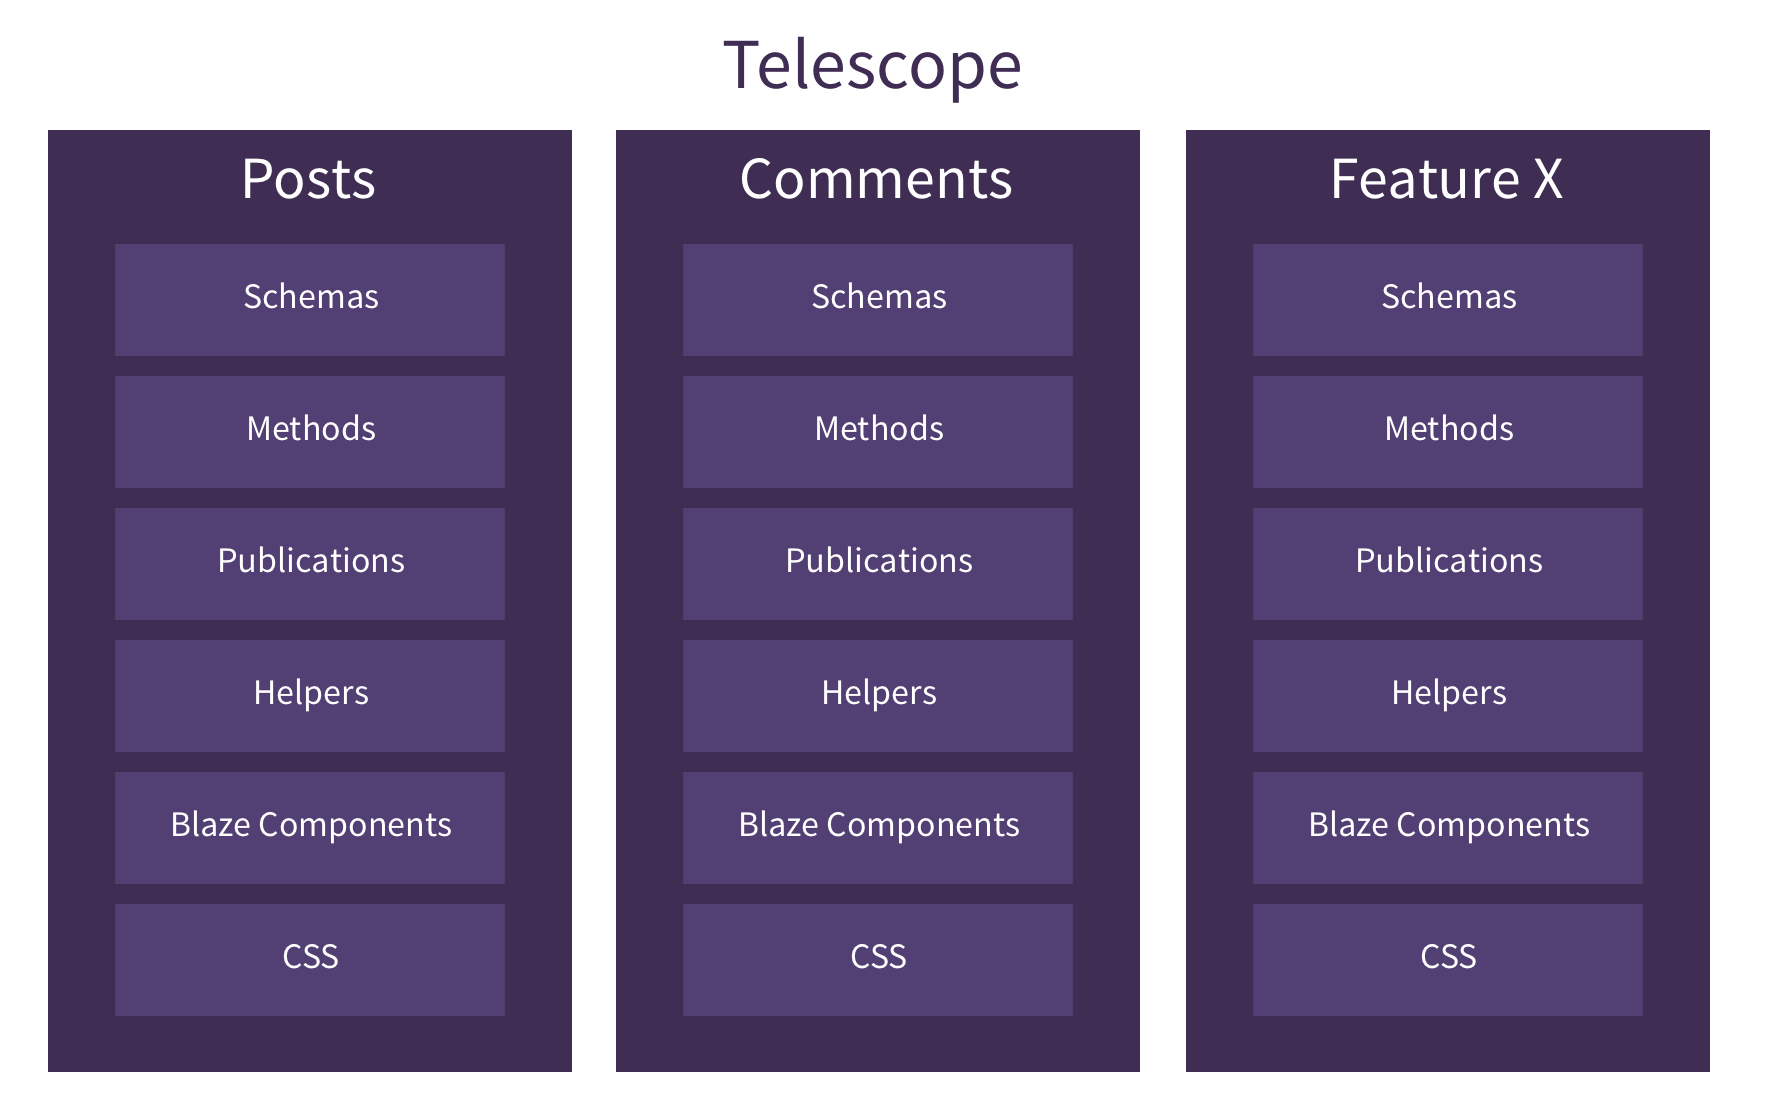 Telescope
Posts
Schemas
Methods
Publications
Helpers
Blaze Components
CSS
Comments
Schemas
Methods
Publications
Helpers
Blaze Components
CSS
Feature X
Schemas
Methods
Publications
Helpers
Blaze Components
CSS